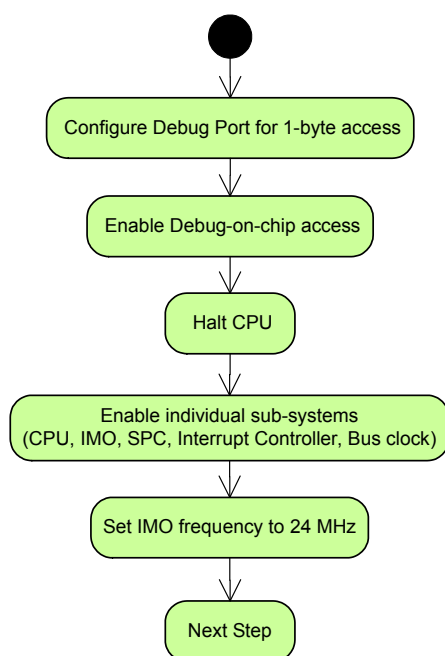 Configure Debug Port for 1-byte access
Enable Debug-on-chip access
Halt CPU
Enable individual sub-systems
(CPU, IMO, SPC, Interrupt Controller, Bus clock)
Set IMO frequency to 24 MHz
Next Step